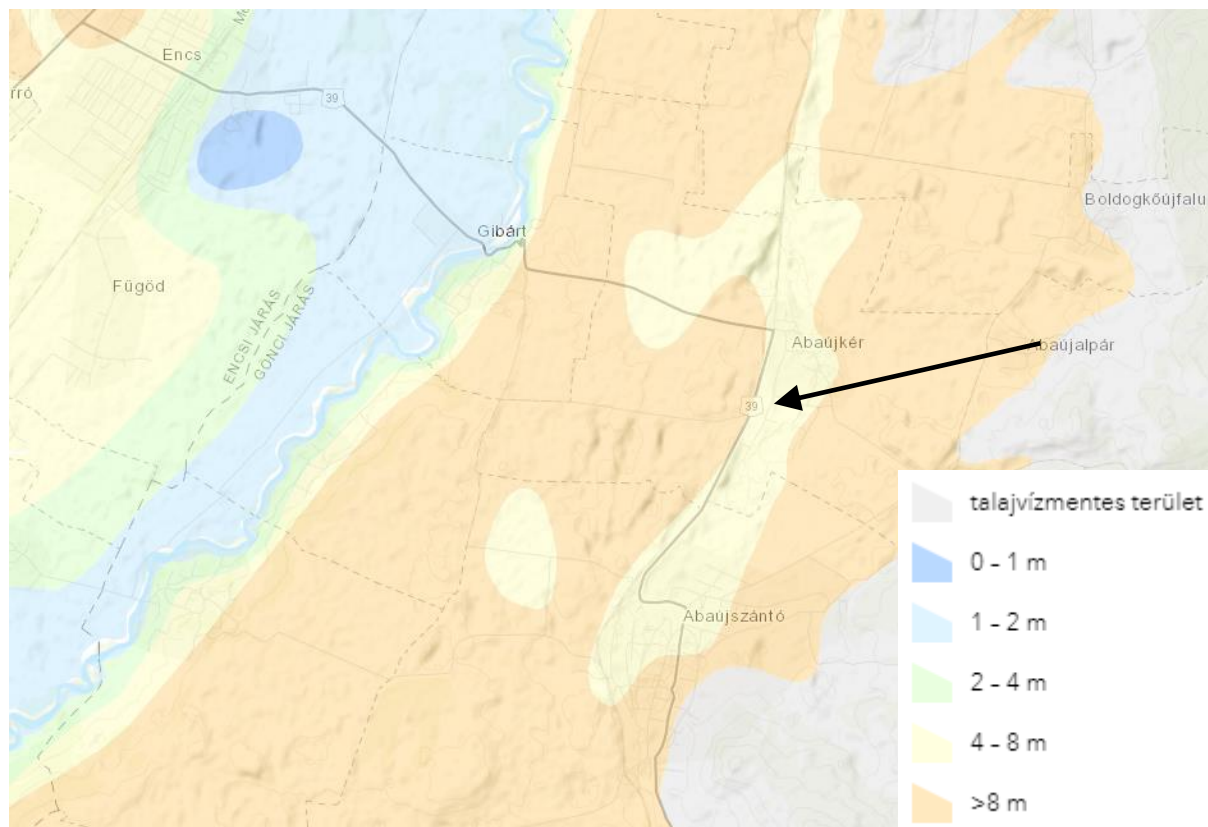 Encs
rró
39
Gibárt
Boldogkőújfalu
Fügöd
ENCSI JÁRÁS
GÖNCI JÁRÁS
Abaújkér
Abaújalpár
39
Abaújszántó
talajvízmentes terület
0 - 1 m
1 - 2 m
2 - 4 m
4 - 8 m
>8 m